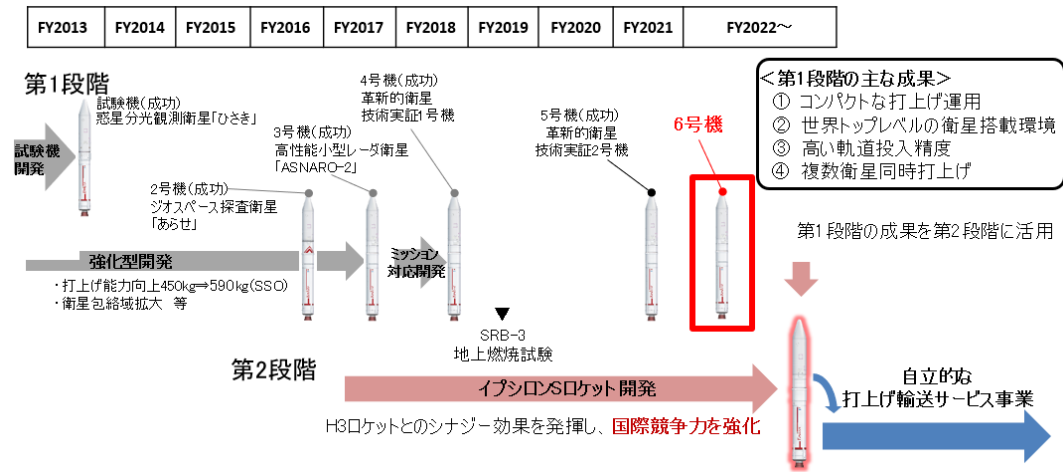 FY2013 FY2014 FY2015 FY2016 FY2017 FY2018 FY2019 FY2020 FY2021 FY2022～
第1段階
試験機(成功)
惑星分光観測衛星「ひさき」
試験機
開発
4号機(成功)
革新的衛星
技術実証1号機
3号機(成功)
高性能小型レーダ衛星
「ASNARO-2」
2号機(成功)
ジオスペース探査衛星
「あらせ」
5号機(成功)
革新的衛星
技術実証2号機
6号機
＜第1段階の主な成果＞
① コンパクトな打上げ運用
② 世界トップレベルの衛星搭載環境
③ 高い軌道投入精度
④ 複数衛星同時打上げ
第1段階の成果を第2段階に活用
強化型開発
・打上げ能力向上450kg⇒590kg(SSO)
・衛星包絡域拡大 等
ミッション
対応開発
▼
SRB-3
地上燃焼試験
第2段階
イプシロンSロケット開発
H3ロケットとのシナジー効果を発揮し、国際競争力を強化
自立的な
打上げ輸送サービス事業